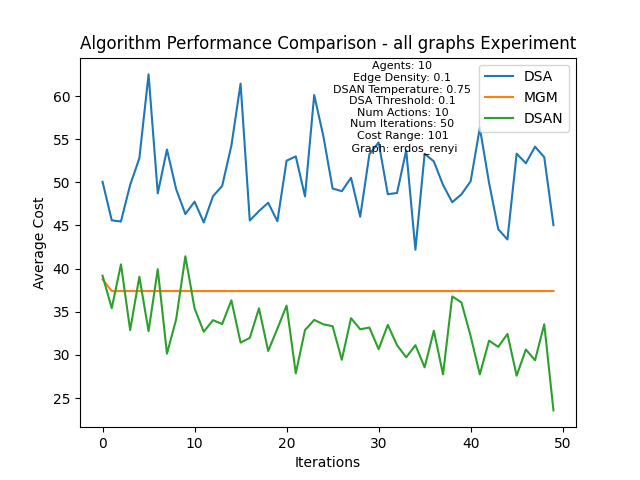 Algorithm Performance Comparison - all graphs Experiment
Agents: 10
Edge Density: 0.1
DSAN Temperature: 0.75
DSA Threshold: 0.1
Num Actions: 10
Num Iterations: 50
Cost Range: 101
Graph: erdos_renyi
DSA
MGM
DSAN
Average Cost
60
55
50
45
40
35
30
25
0
10
20
30
40
50
Iterations